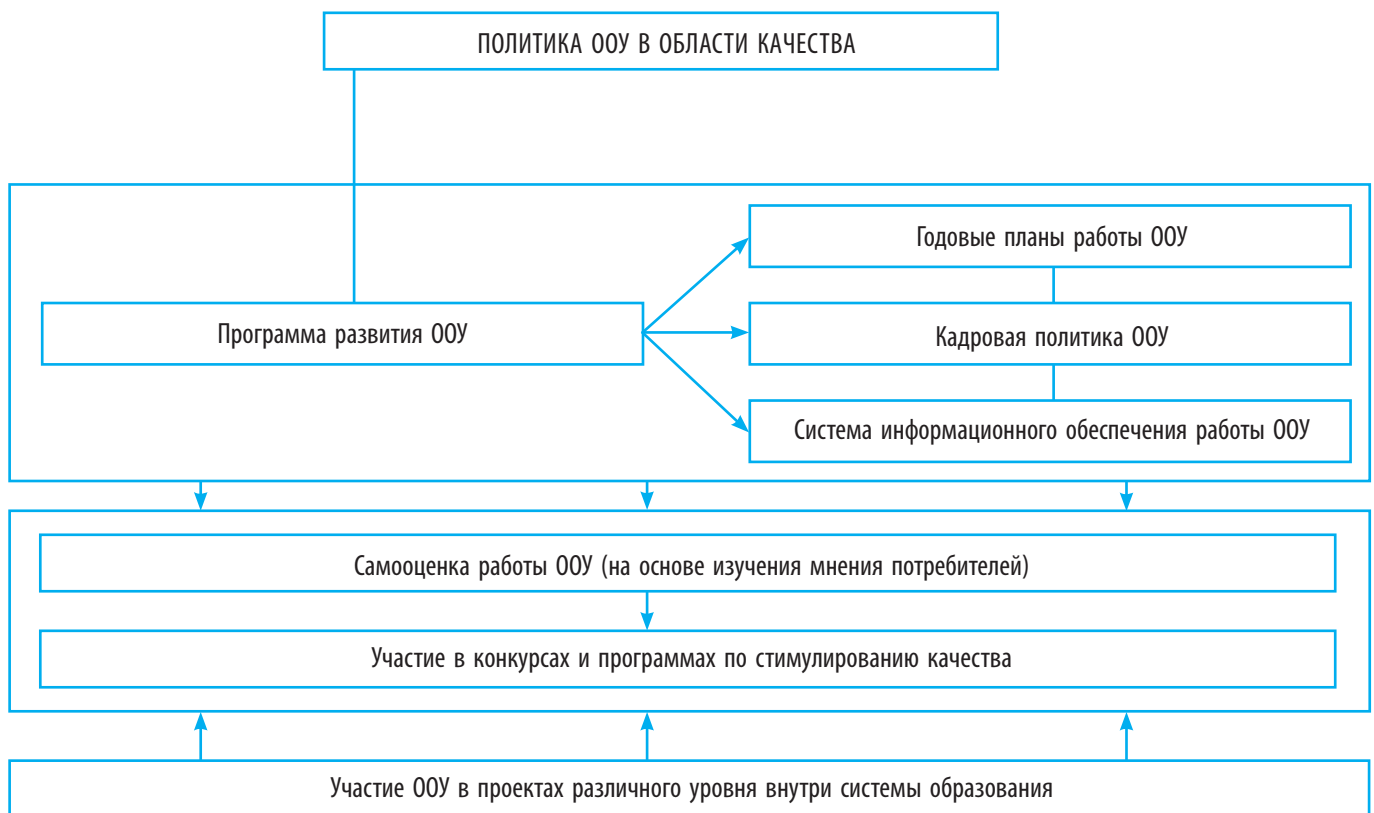 ПОЛИТИКА ООУ В ОБЛАСТИ КАЧЕСТВА
Годовые планы работы ООУ
Программа развития ООУ
Кадровая политика ООУ
Система информационного обеспечения работы ООУ
Самооценка работы ООУ (на основе изучения мнения потребителей)
Участие в конкурсах и программах по стимулированию качества
Участие ООУ в проектах различного уровня внутри системы образования